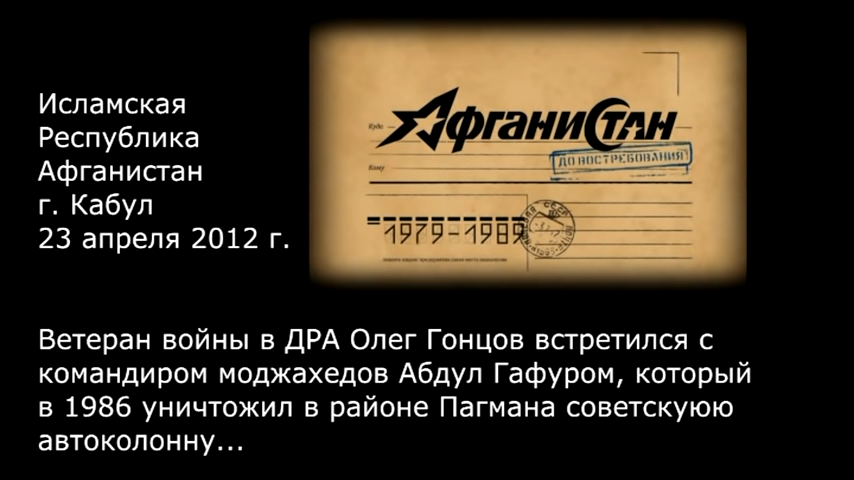 Исламская
Республика
Афганистан
г. Кабул
23 апреля 2012 г.
Куда
Афганистан
ДО ВОСТРЕБОВАНИЯ
Кому
1979-1989
Ветеран войны в ДРА Олег Гонцов встретился с
командиром моджахедов Абдул Гафуром, который
в 1986 уничтожил в районе Пагмана советскуюю
автоколонну...